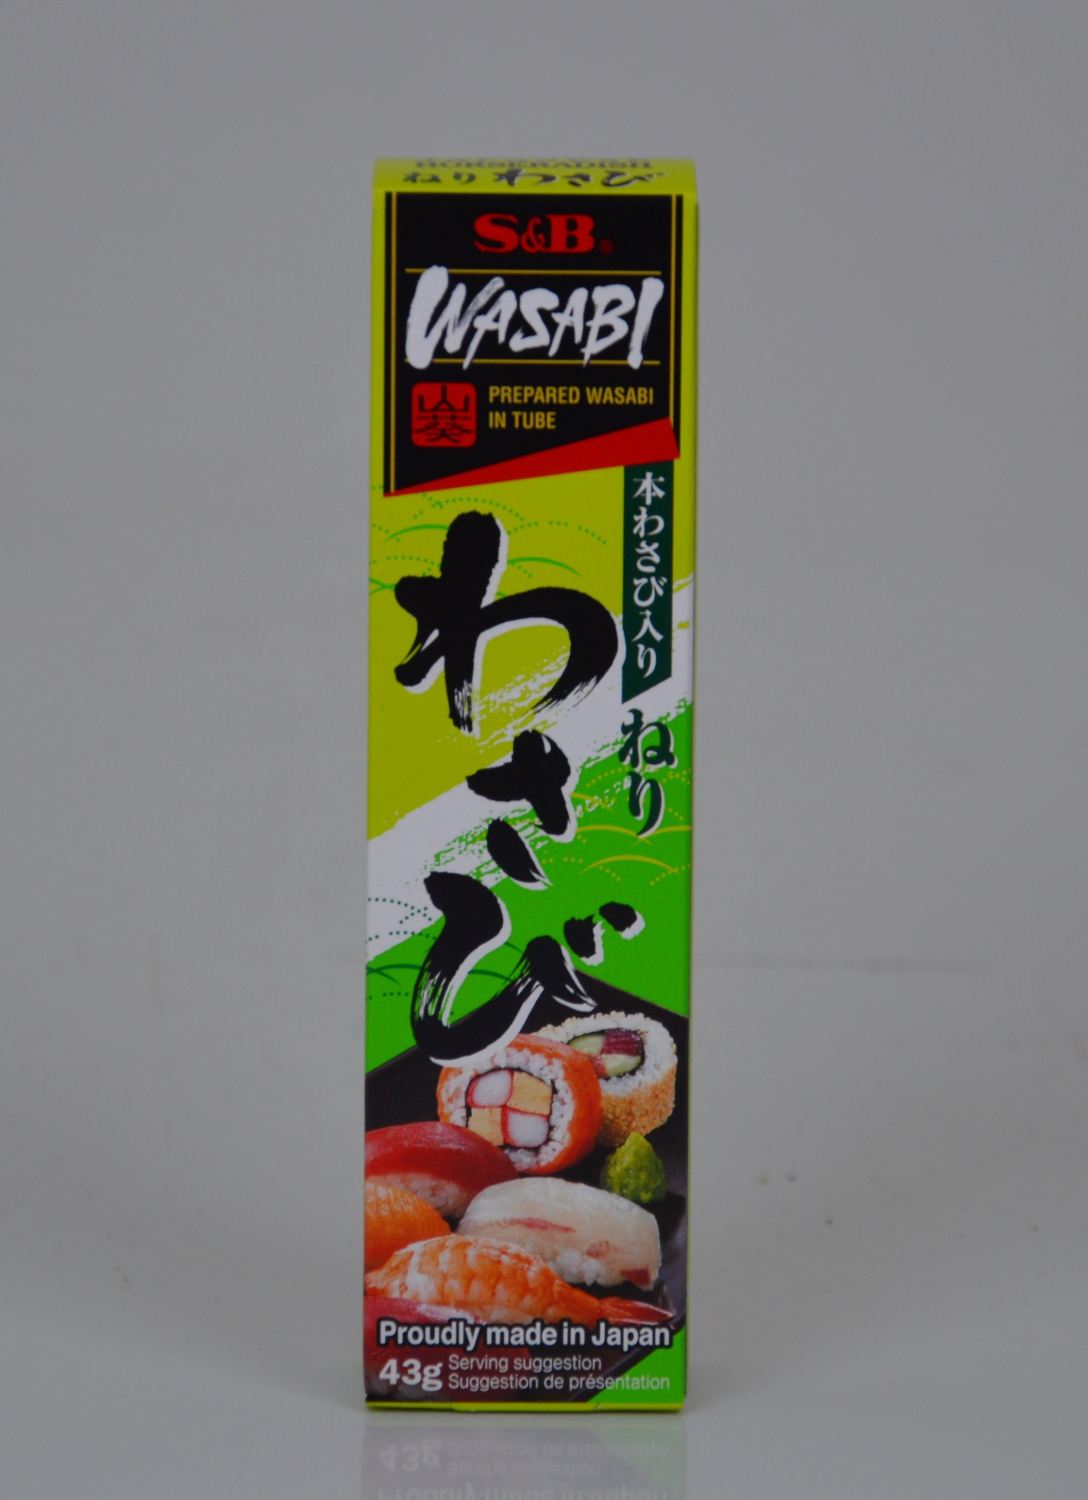 HORSERADISH
ねり わさび
S&B®
WASABI
山葵
PREPARED WASABI
IN TUBE
本わさび入り
ねり
わさび
Proudly made in Japan
43g
Serving suggestion
Suggestion de présentation